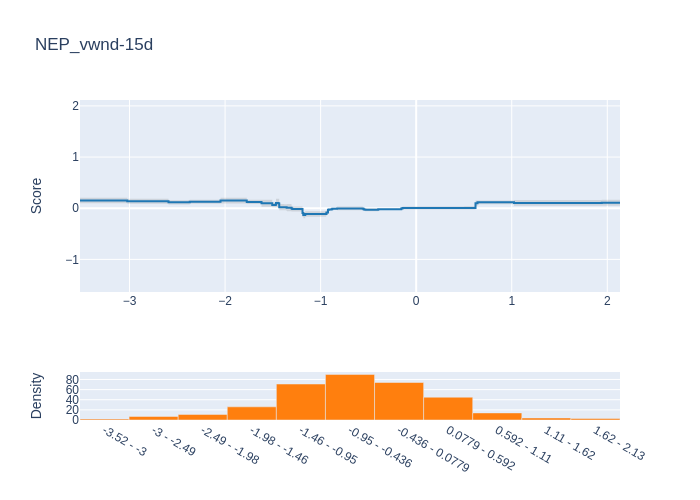 NEP_vwnd-15d
Score
2
1
0
−1
−3
−2
−1
0
1
2
Density
80
60
40
20
0
-3.52 - -3
-3 - -2.49
-2.49 - -1.98
-1.98 - -1.46
-1.46 - -0.95
-0.95 - -0.436
-0.436 - 0.0779
0.0779 - 0.592
0.592 - 1.11
1.11 - 1.62
1.62 - 2.13